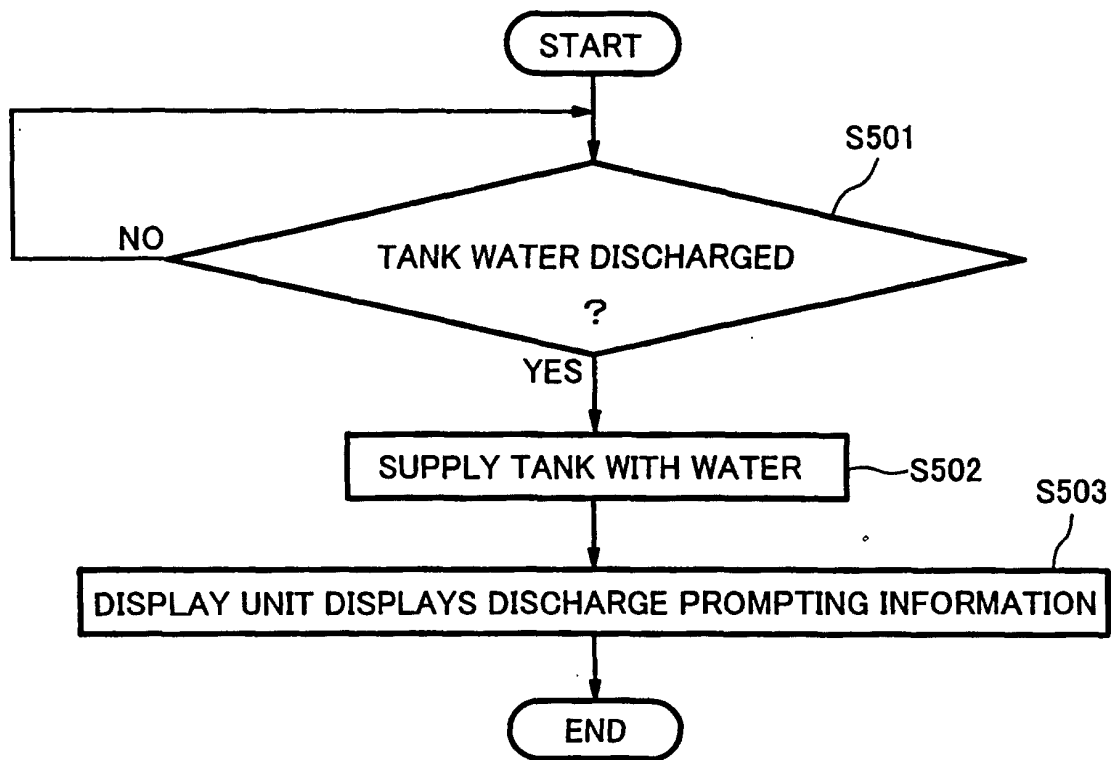 START
S501
NO
TANK WATER DISCHARGED
?
YES
SUPPLY TANK WITH WATER
S502
S503
DISPLAY UNIT DISPLAYS DISCHARGE PROMPTING INFORMATION
END